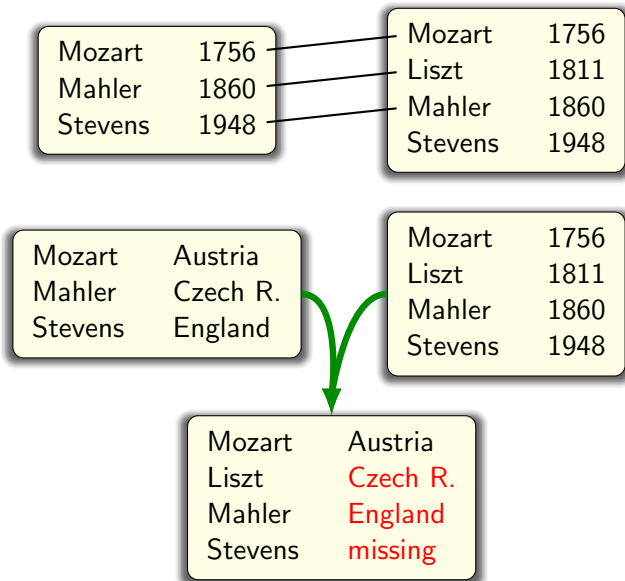 Mozart 1756
Mahler 1860
Stevens 1948
Mozart 1756
Liszt 1811
Mahler 1860
Stevens 1948
Mozart Austria
Mahler Czech R.
Stevens England
Mozart 1756
Liszt 1811
Mahler 1860
Stevens 1948
Mozart Austria
Liszt Czech R.
Mahler England
Stevens missing